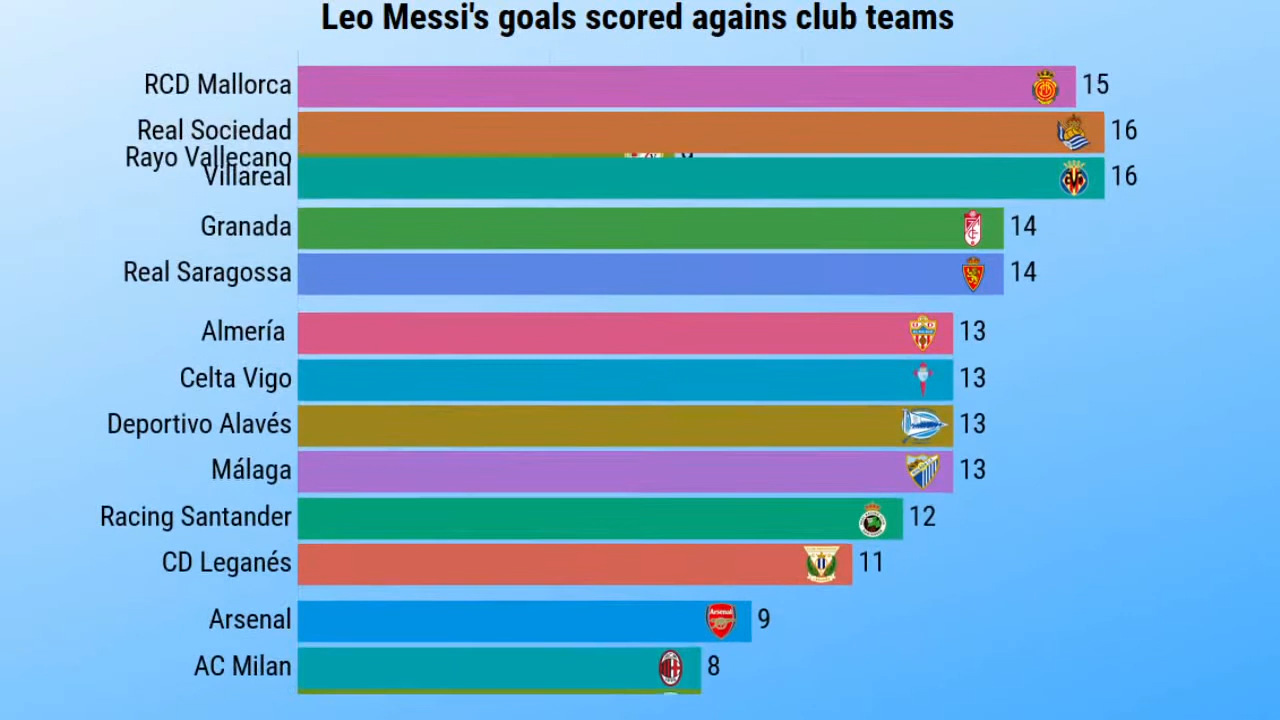 Leo Messi's goals scored agains club teams
RCD Mallorca 15
Real Sociedad 16
Rayo Vallecano
Villareal 16
Granada 14
Real Saragossa 14
Almería 13
Celta Vigo 13
Deportivo Alavés 13
Málaga 13
Racing Santander 12
CD Leganés 11
Arsenal Arsenal 9
AC Milan 8